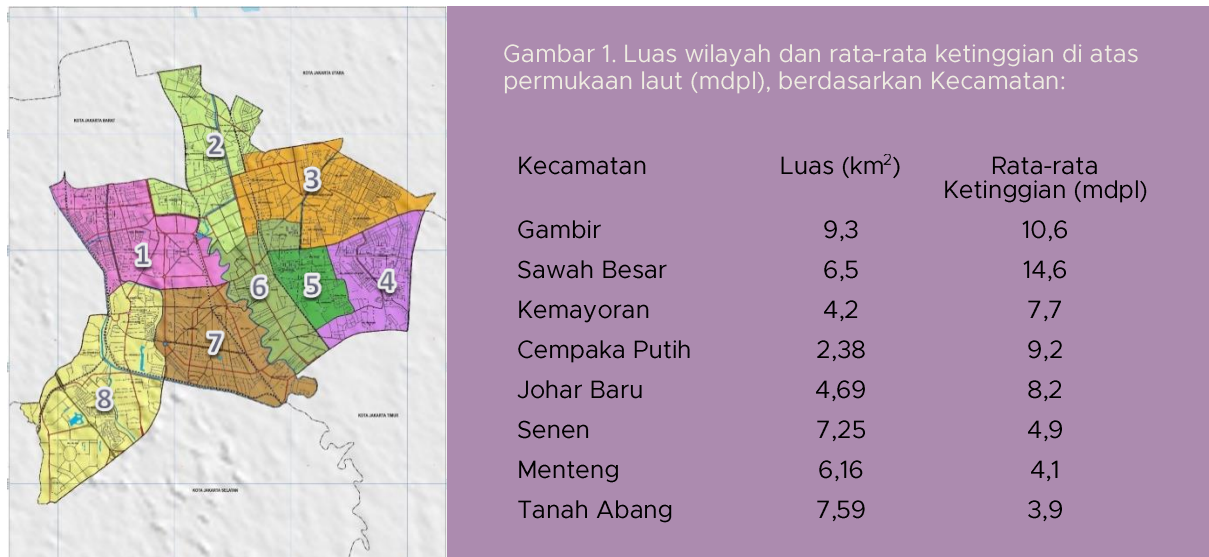 KOTA JAKARTA UTARA
KOTA JAKARTA BARAT
2
3
1
4
5
6
7
8
KOTA JAKARTA TIMUR
KOTA JAKARTA SELATAN
Gambar 1. Luas wilayah dan rata-rata ketinggian di atas
permukaan laut (mdpl), berdasarkan Kecamatan:
Kecamatan Luas (km²) Rata-rata
Ketinggian (mdpl)
Gambir 9,3 10,6
Sawah Besar 6,5 14,6
Kemayoran 4,2 7,7
Cempaka Putih 2,38 9,2
Johar Baru 4,69 8,2
Senen 7,25 4,9
Menteng 6,16 4,1
Tanah Abang 7,59 3,9